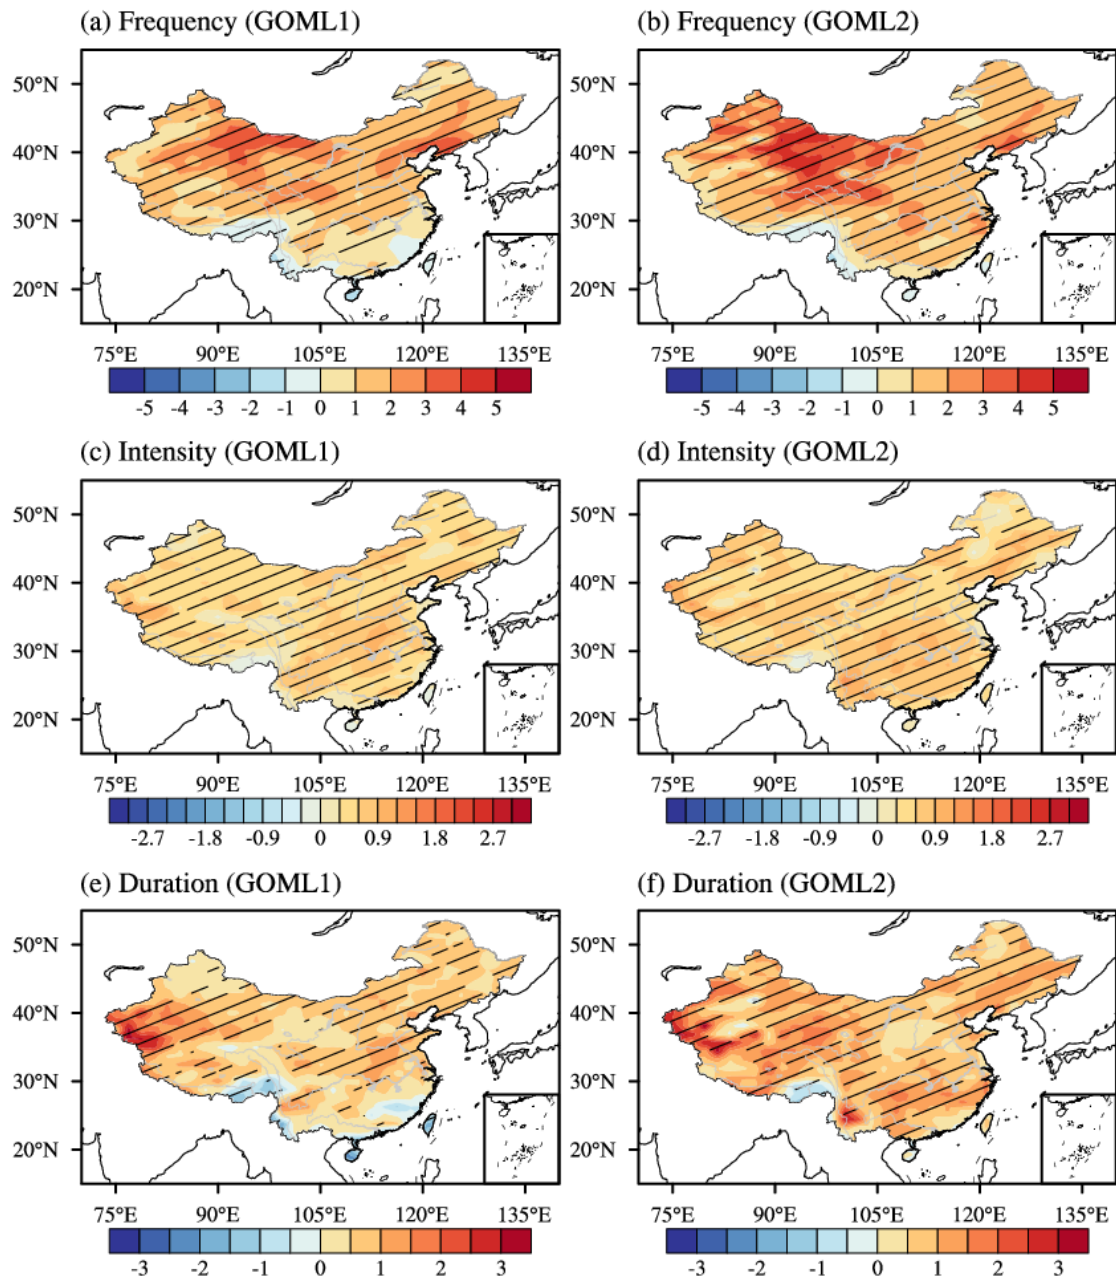 (a) Frequency (GOML1)
(b) Frequency (GOML2)
50°N
40°N
30°N
20°N
75°E 90°E 105°E 120°E 135°E
-5 -4 -3 -2 -1 0 1 2 3 4 5
50°N
40°N
30°N
20°N
75°E 90°E 105°E 120°E 135°E
-5 -4 -3 -2 -1 0 1 2 3 4 5
(c) Intensity (GOML1)
(d) Intensity (GOML2)
50°N
40°N
30°N
20°N
75°E 90°E 105°E 120°E 135°E
-2.7 -1.8 -0.9 0 0.9 1.8 2.7
50°N
40°N
30°N
20°N
75°E 90°E 105°E 120°E 135°E
-2.7 -1.8 -0.9 0 0.9 1.8 2.7
(e) Duration (GOML1)
(f) Duration (GOML2)
50°N
40°N
30°N
20°N
75°E 90°E 105°E 120°E 135°E
-3 -2 -1 0 1 2 3
50°N
40°N
30°N
20°N
75°E 90°E 105°E 120°E 135°E
-3 -2 -1 0 1 2 3